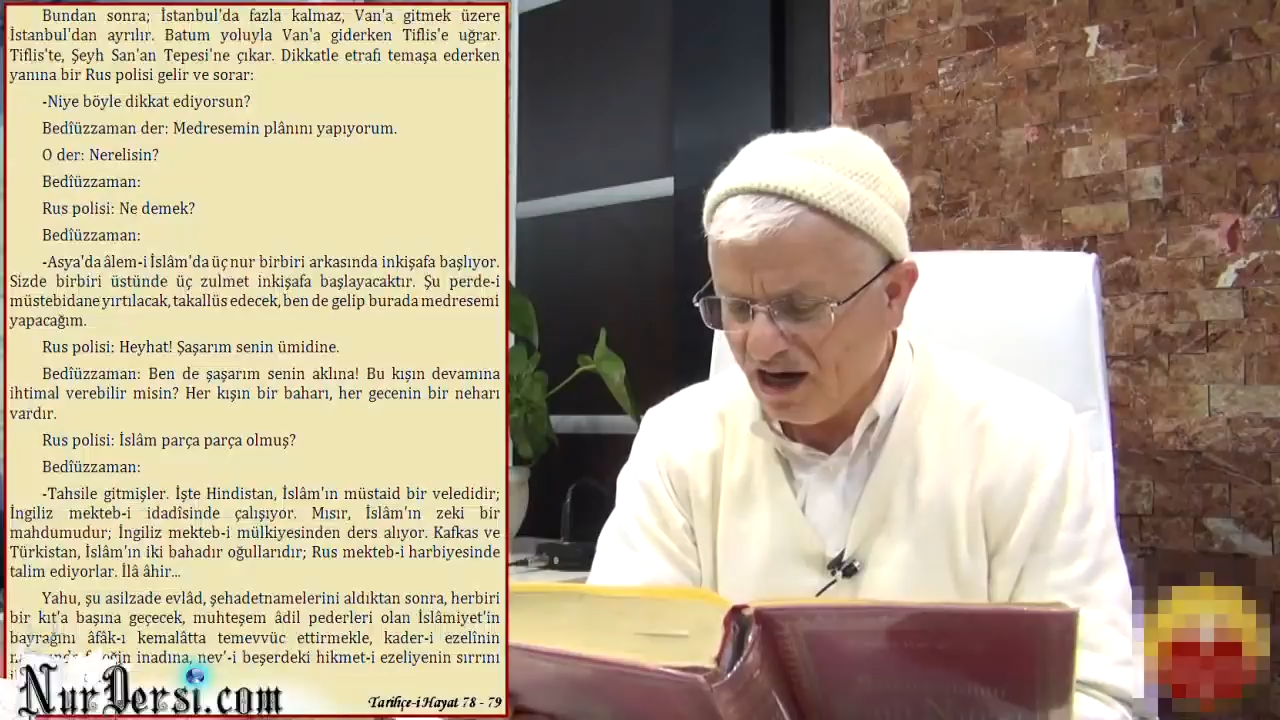 Bundan sonra; İstanbul'da fazla kalmaz, Van'a gitmek üzere
İstanbul'dan ayrılır. Batum yoluyla Van'a giderken Tiflis'e uğrar.
Tiflis'te, Şeyh San'an Tepesi'ne çıkar. Dikkatle etrafı temaşa ederken
yanına bir Rus polisi gelir ve sorar:
-Niye böyle dikkat ediyorsun?
Bedîüzzaman der: Medresemin plânını yapıyorum.
O der: Nerelisin?
Bedîüzzaman:
Rus polisi: Ne demek?
Bedîüzzaman:
-Asya'da âlem-i İslâm'da üç nur birbiri arkasında inkişafa başlıyor.
Sizde birbiri üstünde üç zulmet inkişafa başlayacaktır. Şu perde-i
müstebidane yırtılacak, takallüs edecek, ben de gelip burada medresemi
yapacağım.
Rus polisi: Heyhat! Şaşarım senin ümidine.
Bedîüzzaman: Ben de şaşarım senin aklına! Bu kışın devamına
ihtimal verebilir misin? Her kışın bir baharı, her gecenin bir neharı
vardır.
Rus polisi: İslâm parça parça olmuş?
Bedîüzzaman:
-Tahsile gitmişler. İşte Hindistan, İslâm'ın müstaid bir veledidir;
İngiliz mekteb-i idadîsinde çalışıyor. Mısır, İslâm'ın zeki bir
mahdumudur; İngiliz mekteb-i mülkiyesinden ders alıyor. Kafkas ve
Türkistan, İslâm'ın iki bahadır oğullarıdır; Rus mekteb-i harbiyesinde
talim ediyorlar. İlâ âhir...
Yahu, şu asilzade evlâd, şehadetnamelerini aldıktan sonra, herbiri
bir kıt'a başına geçecek, muhteşem âdil pederleri olan İslâmiyet'in
bayrağını âfâk-ı kemalâtta temevvüc ettirmekle, kader-i ezelînin
inadına, nev'-i beşerdeki hikmet-i ezeliyenin sırrını
NurDersi.com
Tarihçe-i Hayat 78 - 79